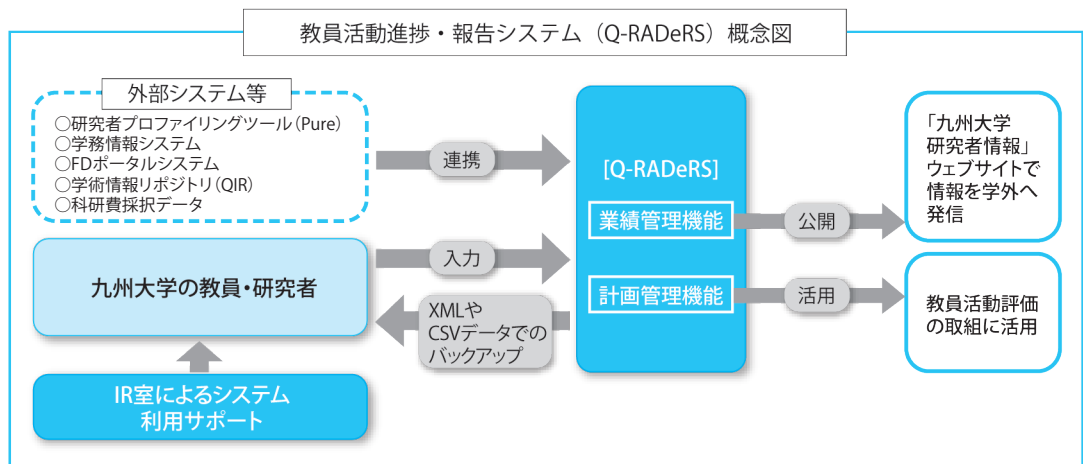 教員活動進捗・報告システム（Q-RADeRS）概念図
外部システム等
○研究者プロファイリングツール（Pure）
○学務情報システム
○FDポータルシステム
○学術情報リポジトリ（QIR）
○科研費採択データ
連携
九州大学の教員・研究者
入力
XMLや
CSVデータでの
バックアップ
IR室によるシステム
利用サポート
[Q-RADeRS]
業績管理機能
計画管理機能
公開
活用
「九州大学
研究者情報」
ウェブサイトで
情報を学外へ
発信
教員活動評価
の取組に活用